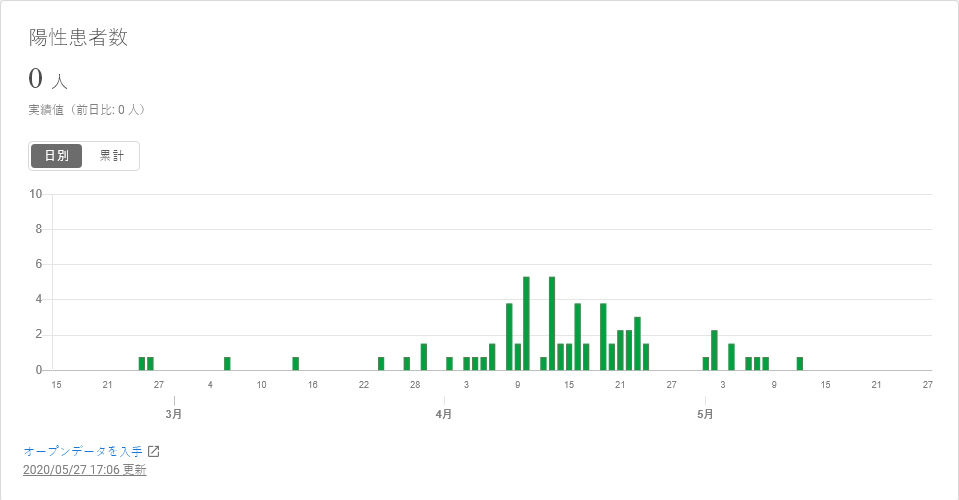 陽性患者数
0 人
実績値（前日比: 0 人）
日別 累計
10
8
6
4
2
0
15 21 27 4 10 16 22 28 3 9 15 21 27 3 9 15 21 27
3月 4月 5月
オープンデータを入手
2020/05/27 17:06 更新